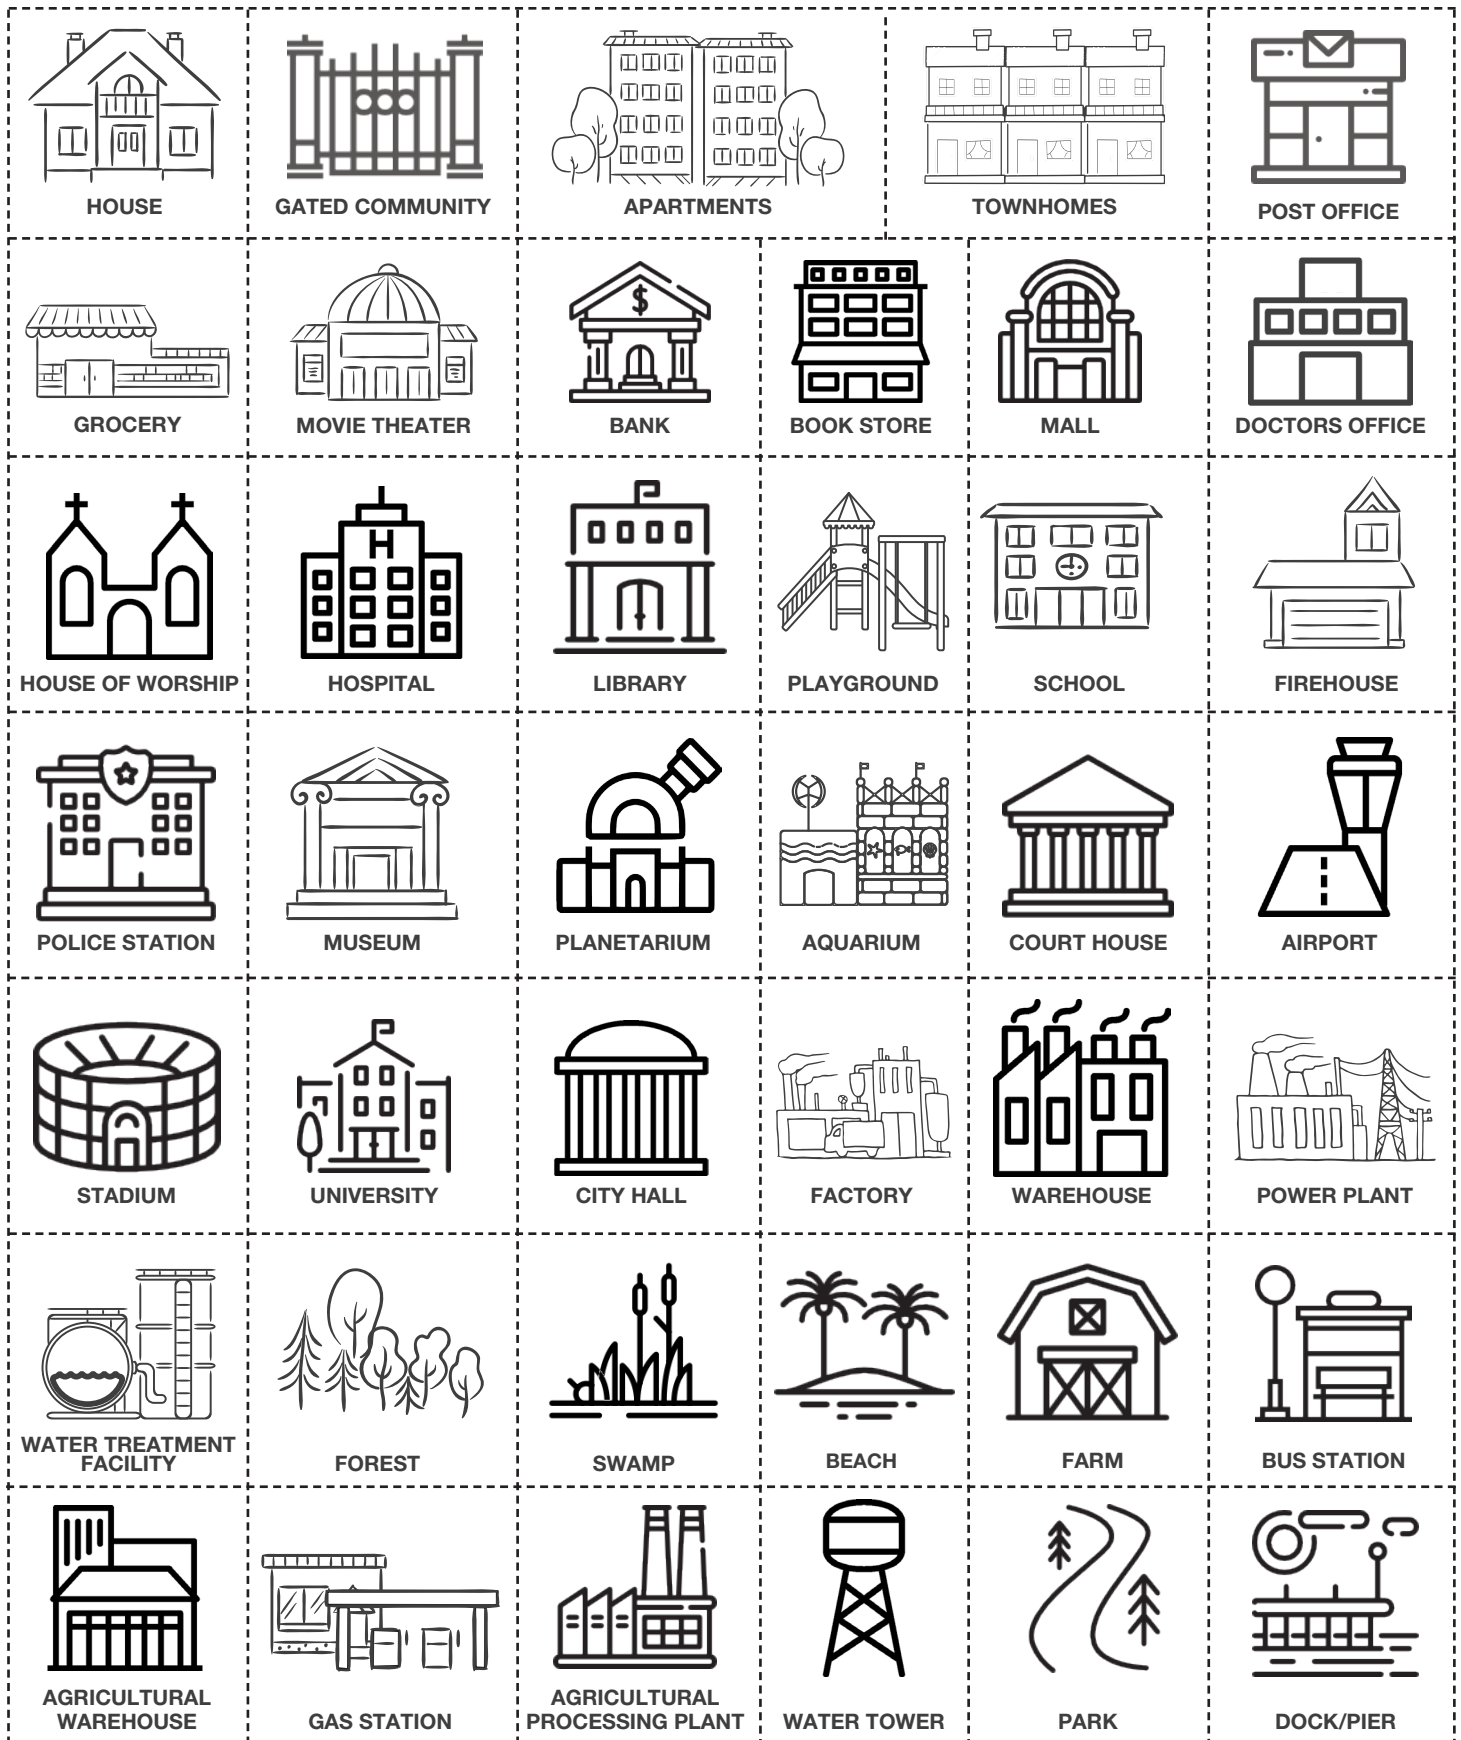 HOUSE
GATED COMMUNITY
APARTMENTS
TOWNHOMES
POST OFFICE
GROCERY
MOVIE THEATER
$
BANK
BOOK STORE
MALL
DOCTORS OFFICE
HOUSE OF WORSHIP
H
HOSPITAL
LIBRARY
PLAYGROUND
SCHOOL
FIREHOUSE
POLICE STATION
MUSEUM
PLANETARIUM
AQUARIUM
COURT HOUSE
AIRPORT
STADIUM
UNIVERSITY
CITY HALL
FACTORY
WAREHOUSE
POWER PLANT
WATER TREATMENT
FACILITY
FOREST
SWAMP
BEACH
FARM
BUS STATION
AGRICULTURAL
WAREHOUSE
GAS STATION
AGRICULTURAL
PROCESSING PLANT
WATER TOWER
PARK
DOCK/PIER